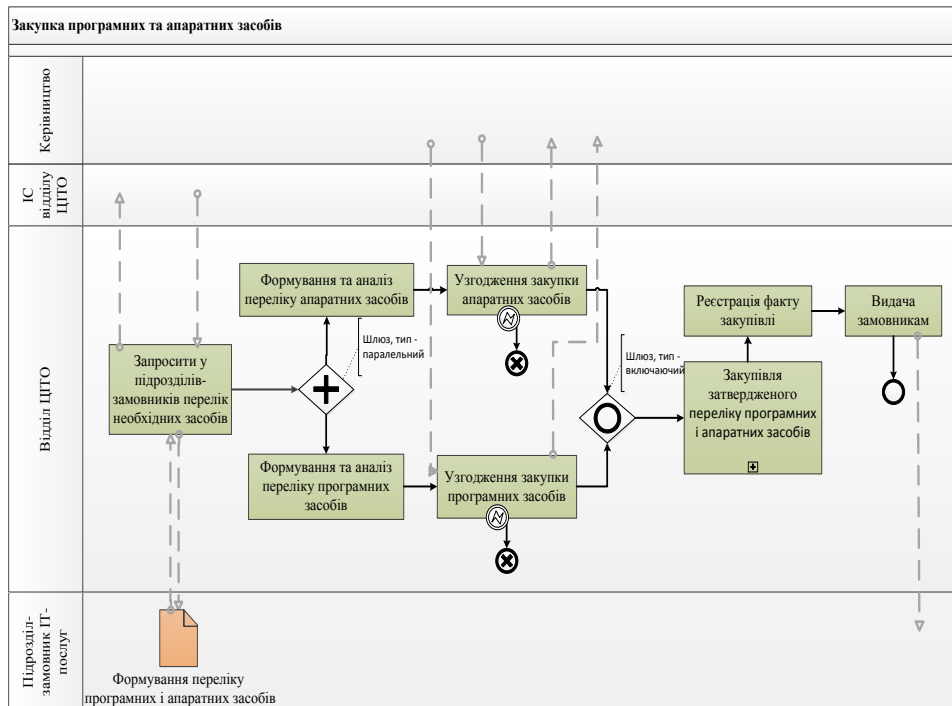 Закупка програмних та апаратних засобів
Керівництво
ІС
відділу
ЦІТО
Відділ ЦІТО
Формування та аналіз
переліку апаратних засобів
Узгодження закупки
апаратних засобів
Шлюз, тип -
паралельний
Запросити у
підрозділів-
замовників перелік
необхідних засобів
Формування та аналіз
переліку програмних
засобів
Узгодження закупки
програмних засобів
Шлюз, тип -
включаючий
Реєстрація факту
закупівлі
Видача
замовникам
Закупівля
затвердженого
переліку програмних
і апаратних засобів
Підрозділ-
замовник ІТ-
послуг
Формування переліку
програмних і апаратних засобів